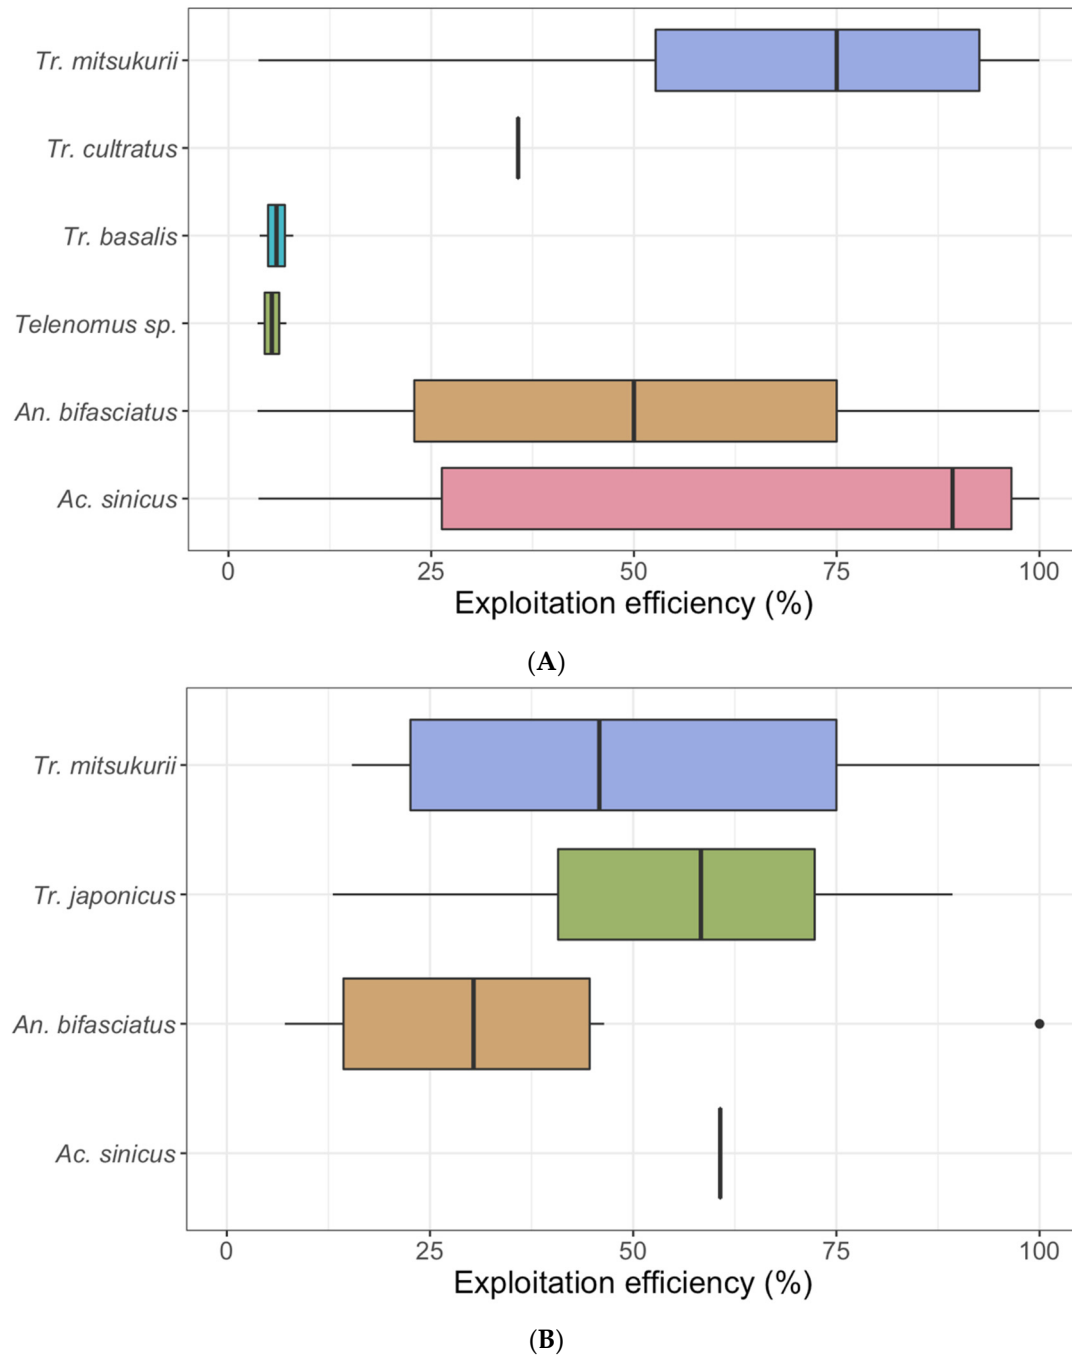 Tr. mitsukurii
Tr. cultratus
Tr. basalis
Telenomus sp.
An. bifasciatus
Ac. sinicus
0 25 50 75 100
Exploitation efficiency (%)
(A)
Tr. mitsukurii
Tr. japonicus
An. bifasciatus
Ac. sinicus
0 25 50 75 100
Exploitation efficiency (%)
(B)